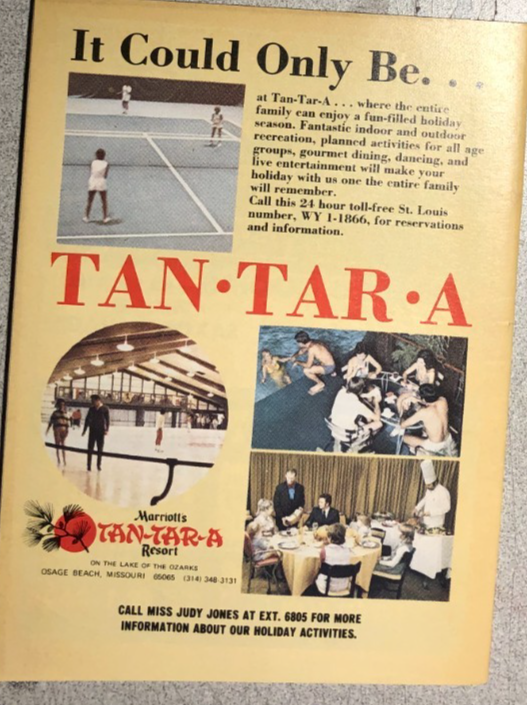 It Could Only Be. . .
at Tan-Tar-A . . . where the entire
family can enjoy a fun-filled holiday
season. Fantastic indoor and outdoor
recreation, planned activities for all age
groups, gourmet dining, dancing, and
live entertainment will make your
holiday with us one the entire family
will remember.
Call this 24 hour toll-free St. Louis
number, WY 1-1866, for reservations
and information.
TAN·TAR·A
Marriott's
TAN-TAR-A
Resort
ON THE LAKE OF THE OZARKS
OSAGE BEACH, MISSOURI 65065 (314) 348-3131
CALL MISS JUDY JONES AT EXT. 6805 FOR MORE
INFORMATION ABOUT OUR HOLIDAY ACTIVITIES.